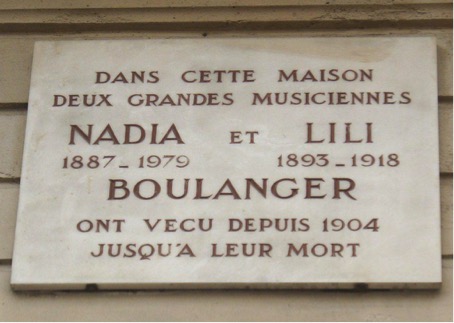 DANS CETTE MAISON
DEUX GRANDES MUSICIENNES
NADIA ET LILI
1887-1979 1893-1918
BOULANGER
ONT VECU DEPUIS 1904
JUSQU'A LEUR MORT